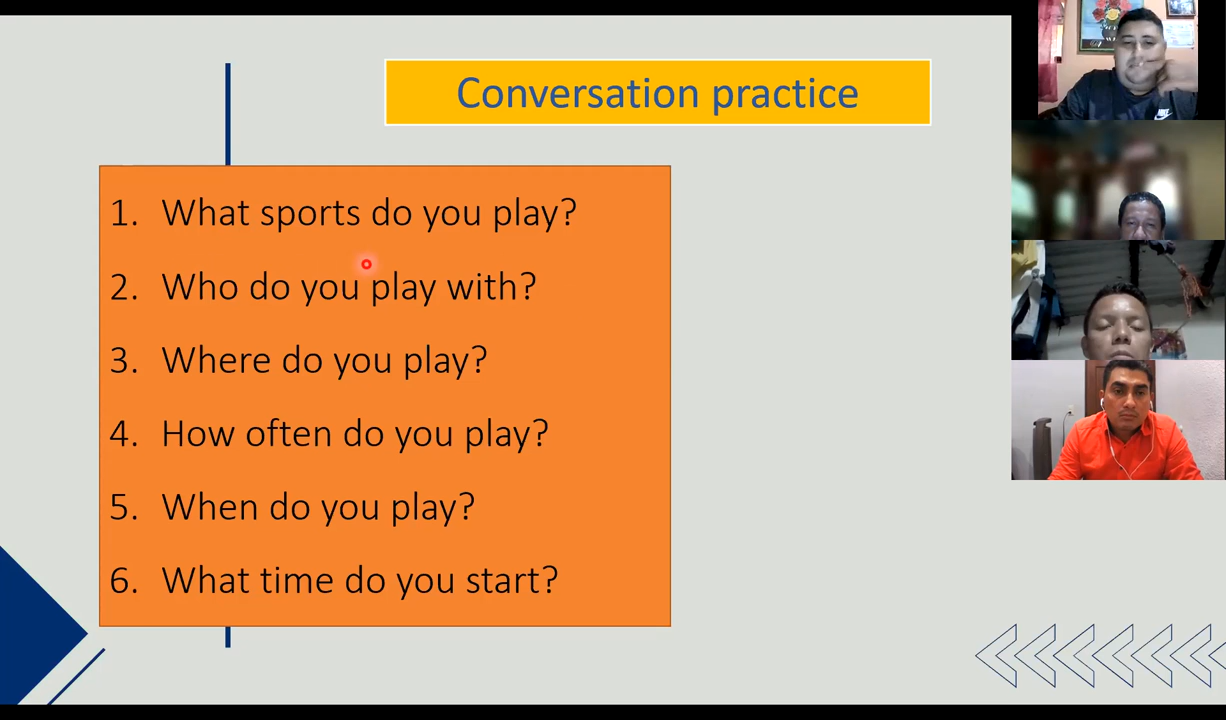 Conversation practice
1. What sports do you play?
2. Who do you play with?
3. Where do you play?
4. How often do you play?
5. When do you play?
6. What time do you start?